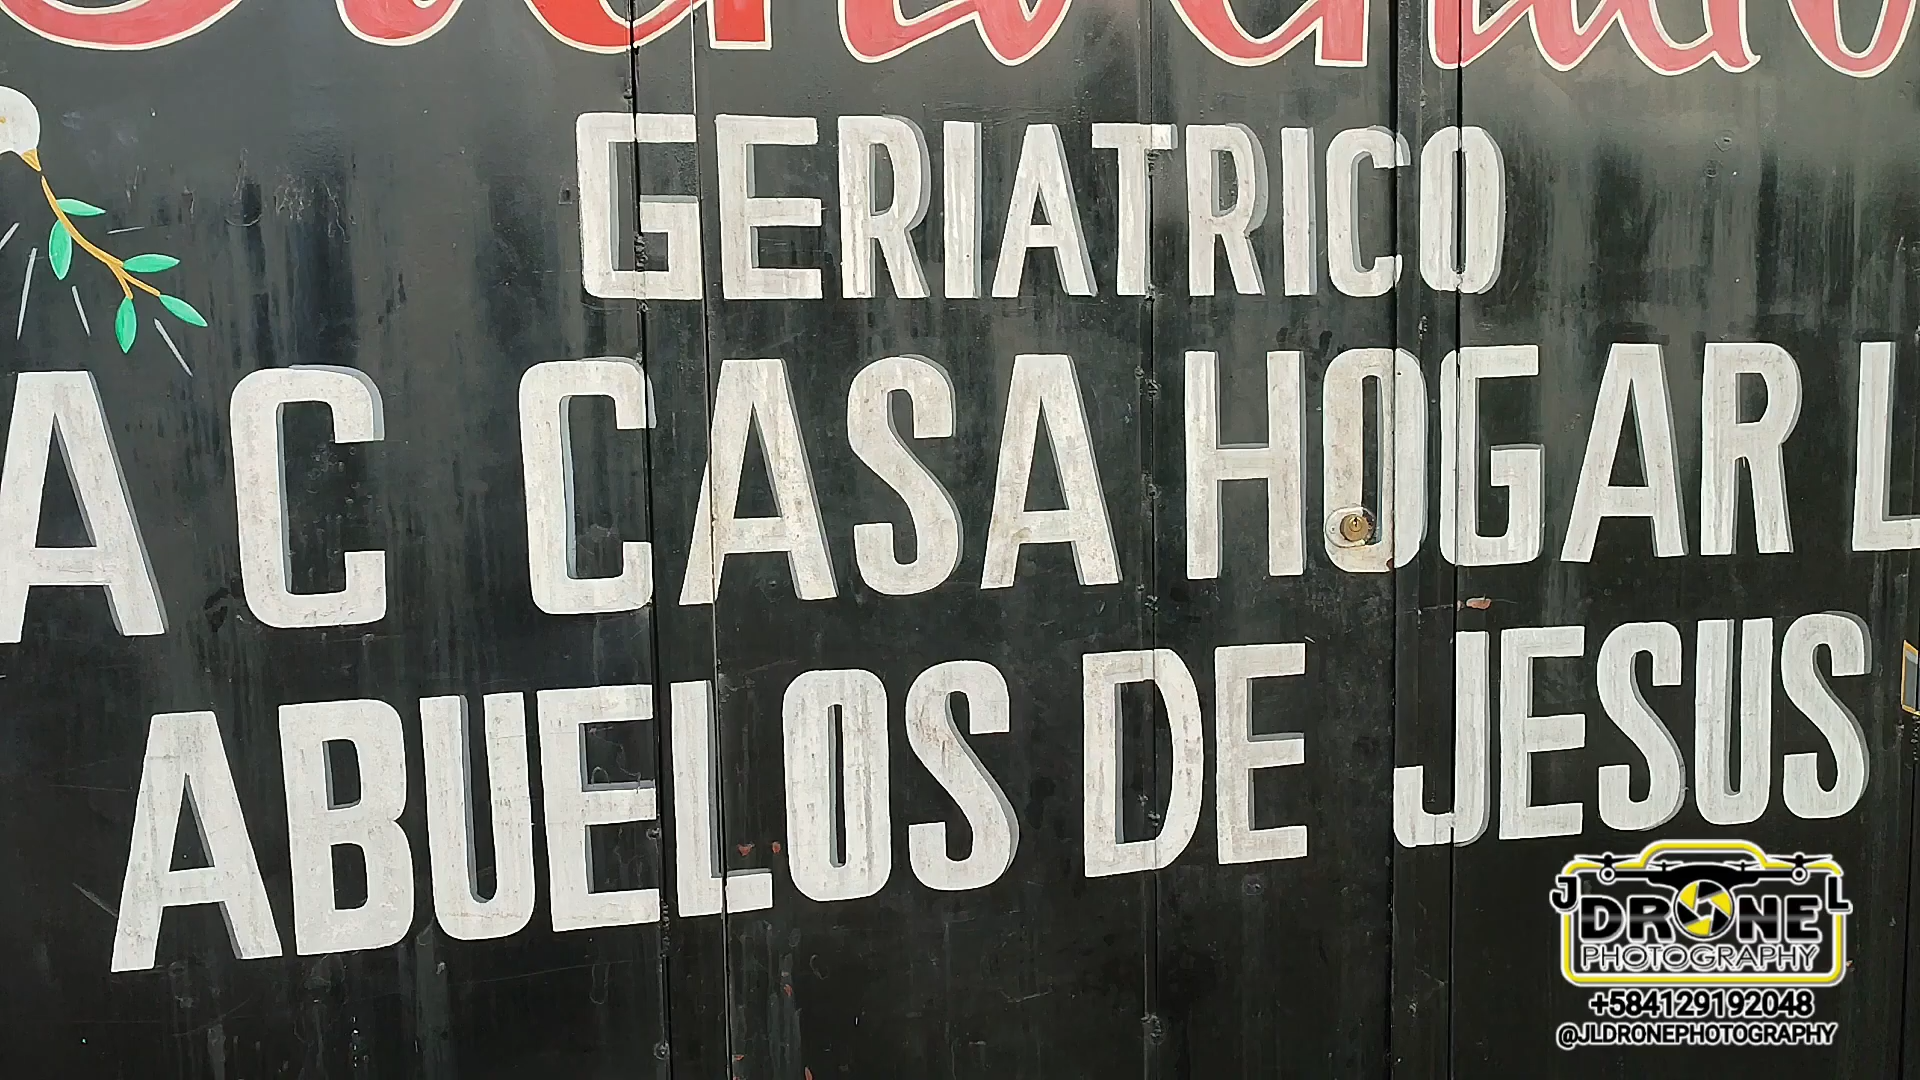 GERIATRICO
A C CASA HOGAR L
ABUELOS DE JESUS
J DRONE L
PHOTOGRAPHY
+584129192048
@JLDRONEPHOTOGRAPHY